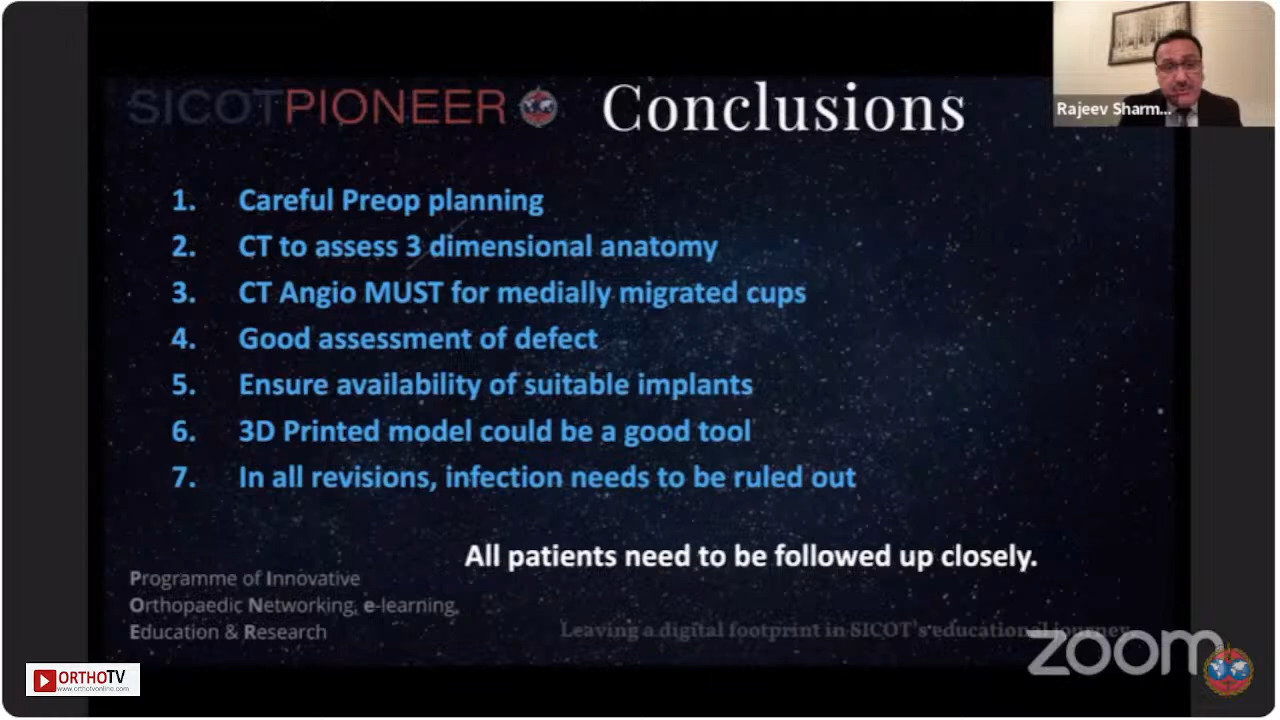 SICOTPIONEER
Conclusions
Rajeev Sharm...
1. Careful Preop planning
2. CT to assess 3 dimensional anatomy
3. CT Angio MUST for medially migrated cups
4. Good assessment of defect
5. Ensure availability of suitable implants
6. 3D Printed model could be a good tool
7. In all revisions, infection needs to be ruled out
All patients need to be followed up closely.
Programme of Innovative
Orthopaedic Networking, e-learning,
Education & Research
Leaving a digital footprint in SICOT's educational journey
zoom
ORTHOTV
www.orthotvonline.com